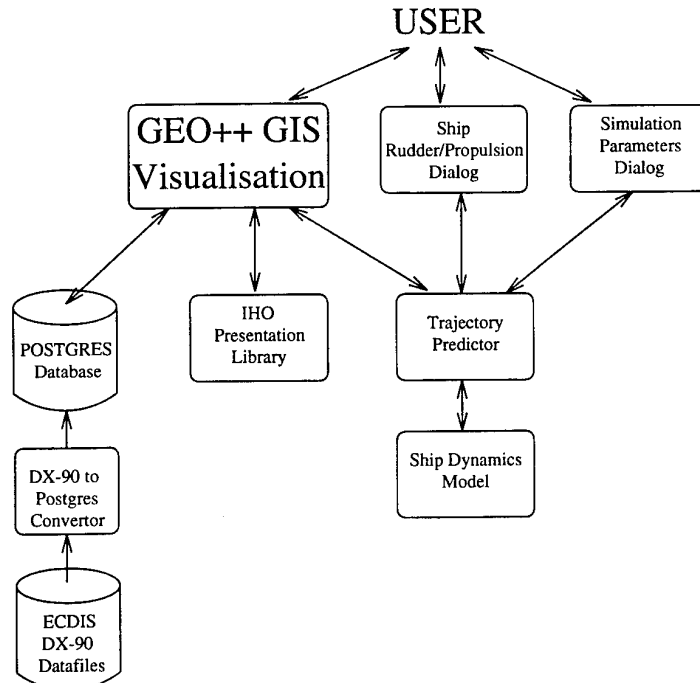 USER
GEO++ GIS
Visualisation
Ship
Rudder/Propulsion
Dialog
Simulation
Parameters
Dialog
POSTGRES
Database
IHO
Presentation
Library
Trajectory
Predictor
DX-90 to
Postgres
Convertor
Ship Dynamics
Model
ECDIS
DX-90
Datafiles